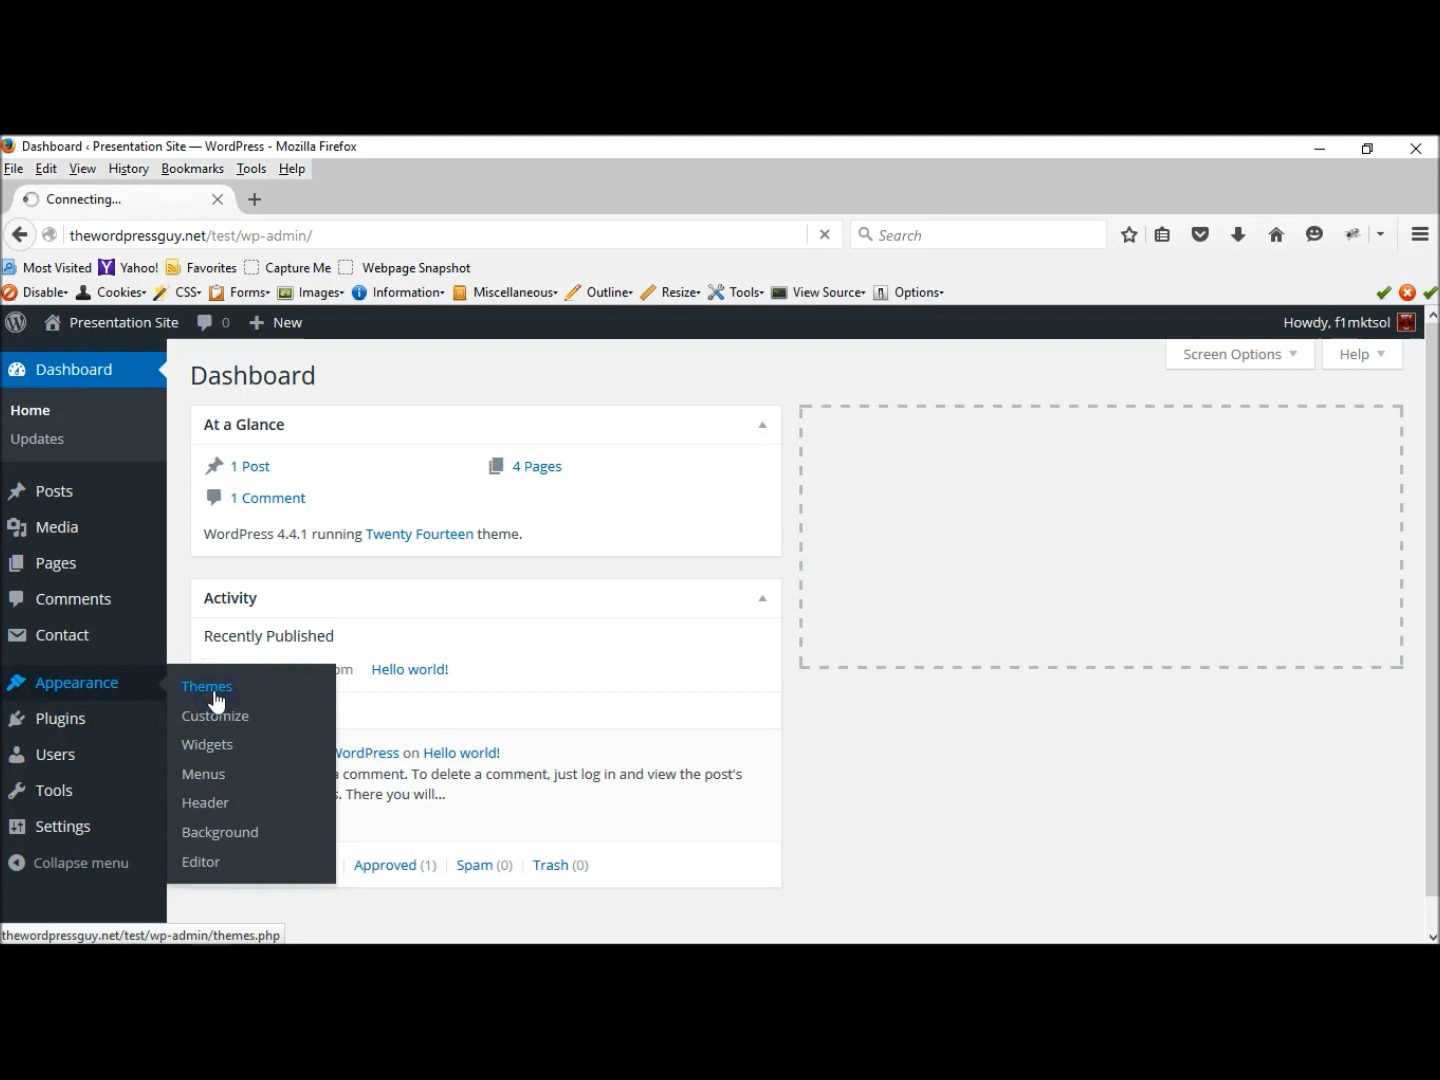 Dashboard ‹ Presentation Site — WordPress - Mozilla Firefox
File Edit View History Bookmarks Tools Help
Connecting...
thewordpressguy.net/test/wp-admin/
Search
Most Visited Yahoo! Favorites Capture Me Webpage Snapshot
Disable Cookies CSS Forms Images Information Miscellaneous Outline Resize Tools View Source Options
Presentation Site 0 New
Howdy, f1mktsol
Dashboard
Screen Options Help
Dashboard
Home
Updates
Posts
Media
Pages
Comments
Contact
Appearance
Plugins
Users
Tools
Settings
Collapse menu
Themes
Customize
Widgets
Menus
Header
Background
Editor
At a Glance
1 Post 4 Pages
1 Comment
WordPress 4.4.1 running Twenty Fourteen theme.
Activity
Recently Published
Hello world!
WordPress on Hello world!
comment. To delete a comment, just log in and view the post's
There you will...
Approved (1) Spam (0) Trash (0)
thewordpressguy.net/test/wp-admin/themes.php